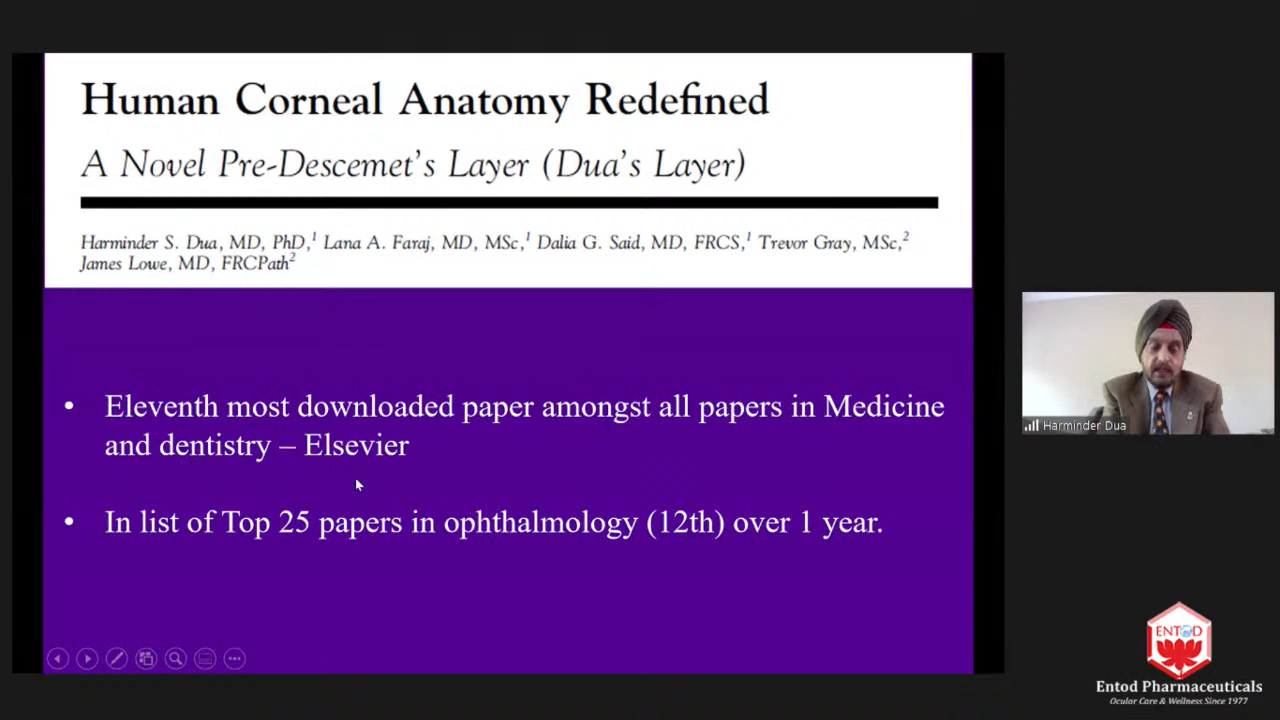 Human Corneal Anatomy Redefined
A Novel Pre-Descemet's Layer (Dua's Layer)
Harminder S. Dua, MD, PhD,¹ Lana A. Faraj, MD, MSc,¹ Dalia G. Said, MD, FRCS,¹ Trevor Gray, MSc,²
James Lowe, MD, FRCPath²
• Eleventh most downloaded paper amongst all papers in Medicine
and dentistry – Elsevier
• In list of Top 25 papers in ophthalmology (12th) over 1 year.
Harminder Dua
ENTOD
Entod Pharmaceuticals
Ocular Care & Wellness Since 1977